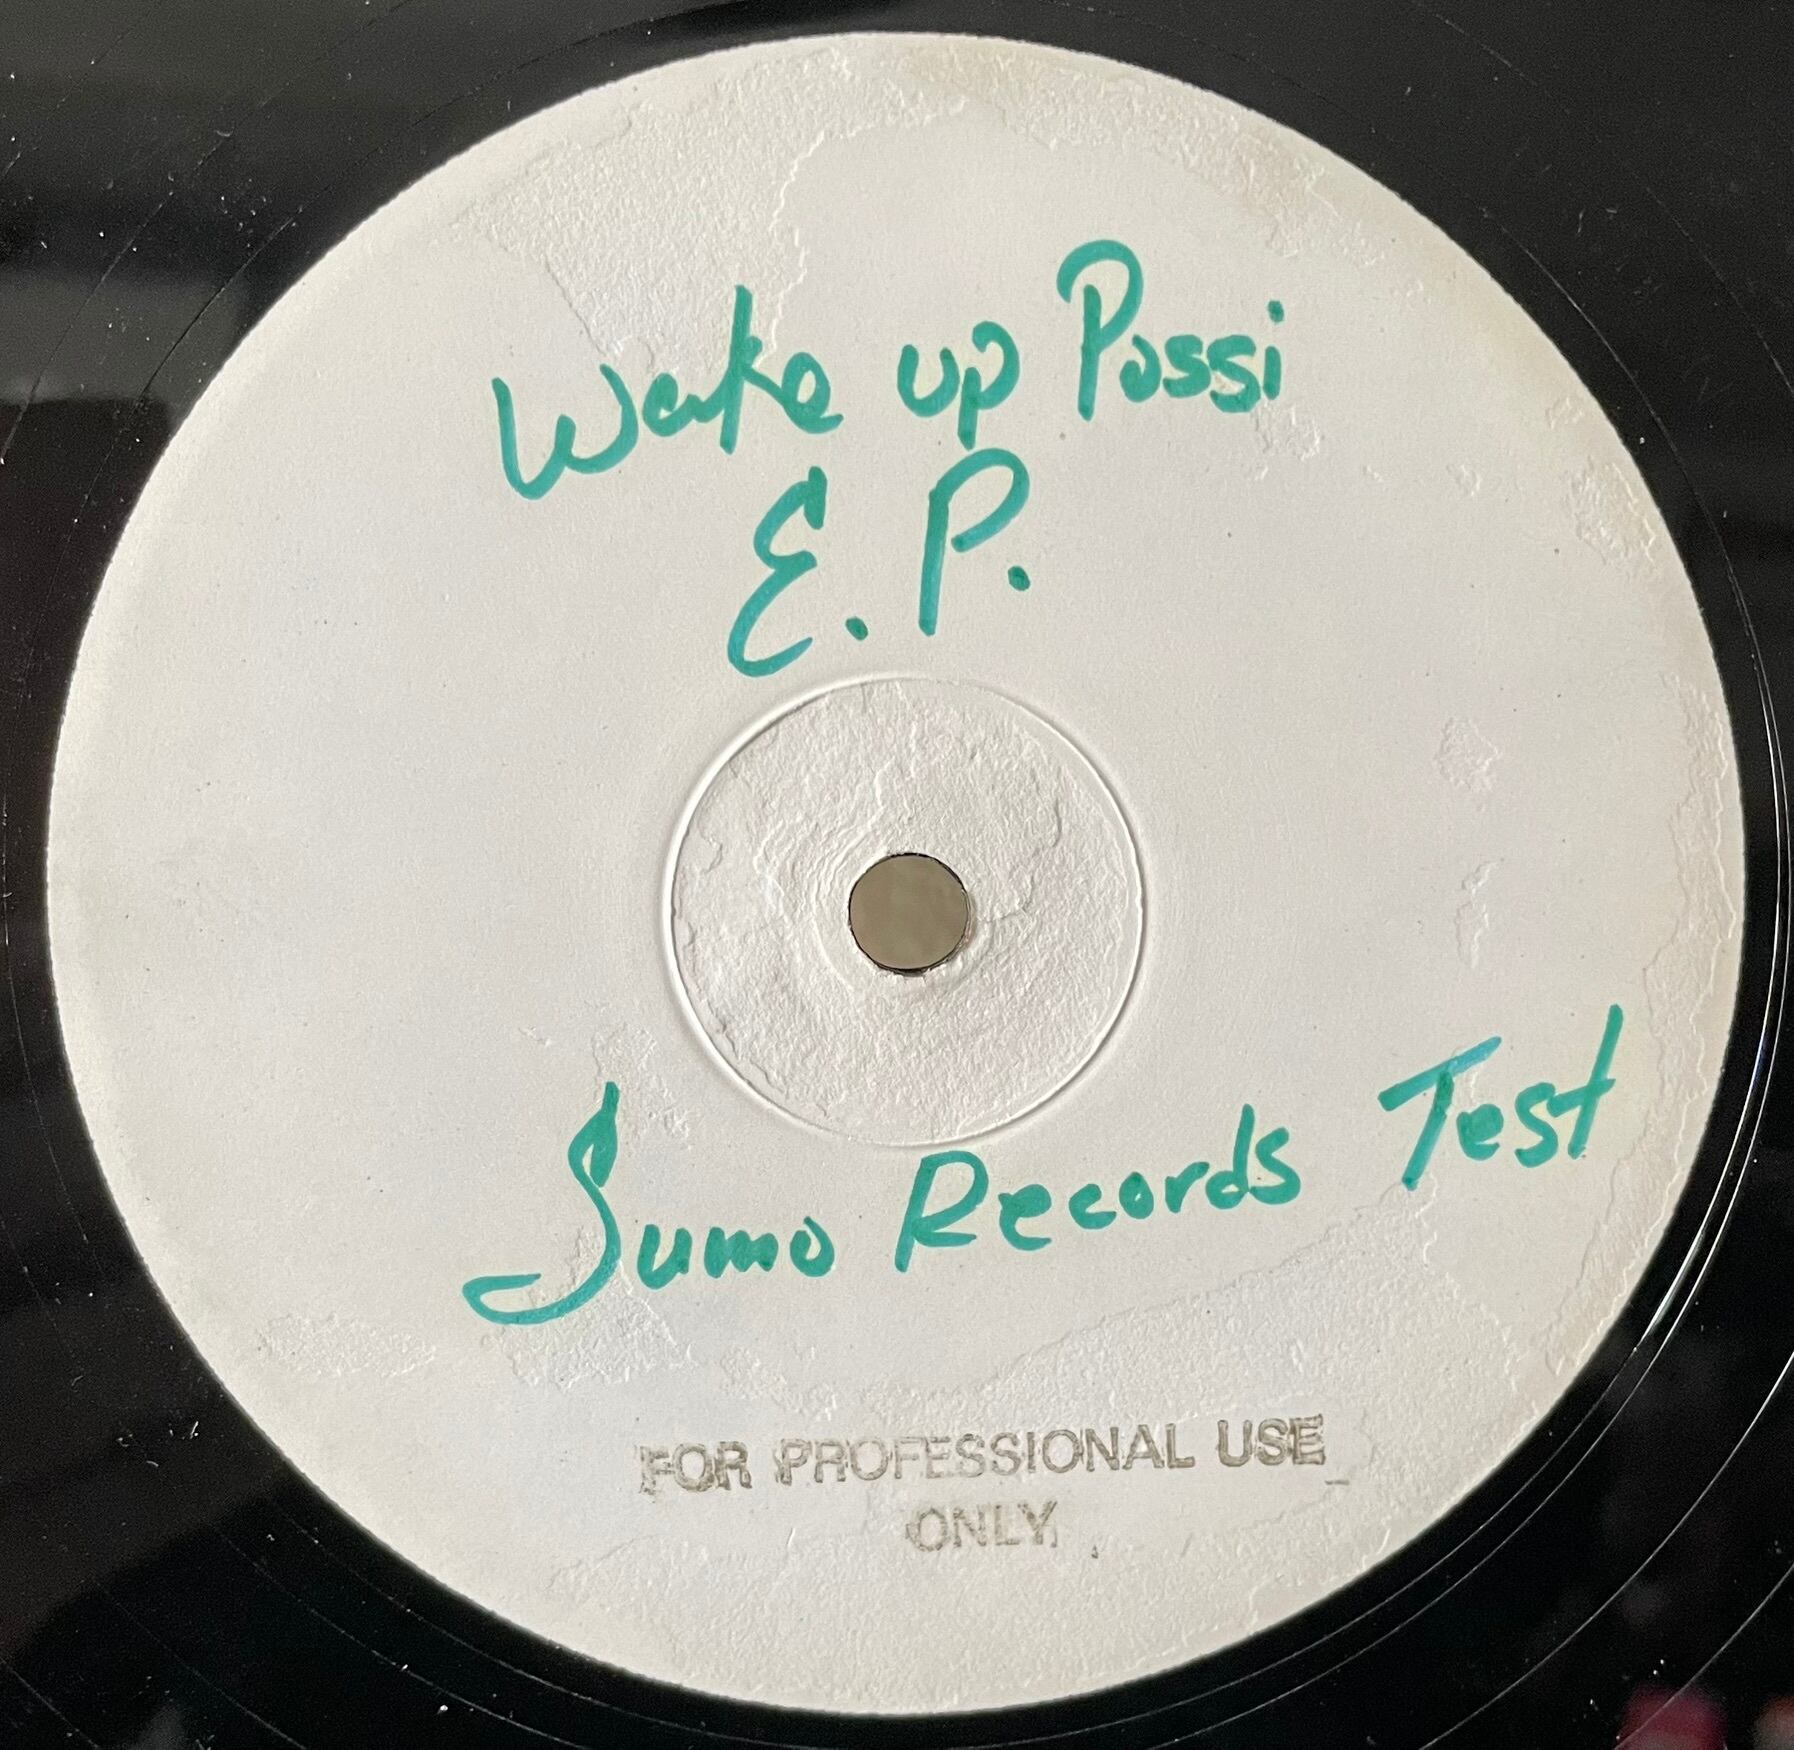 Wake up Possi
E.P.
Sumo Records Test
FOR PROFESSIONAL USE
ONLY